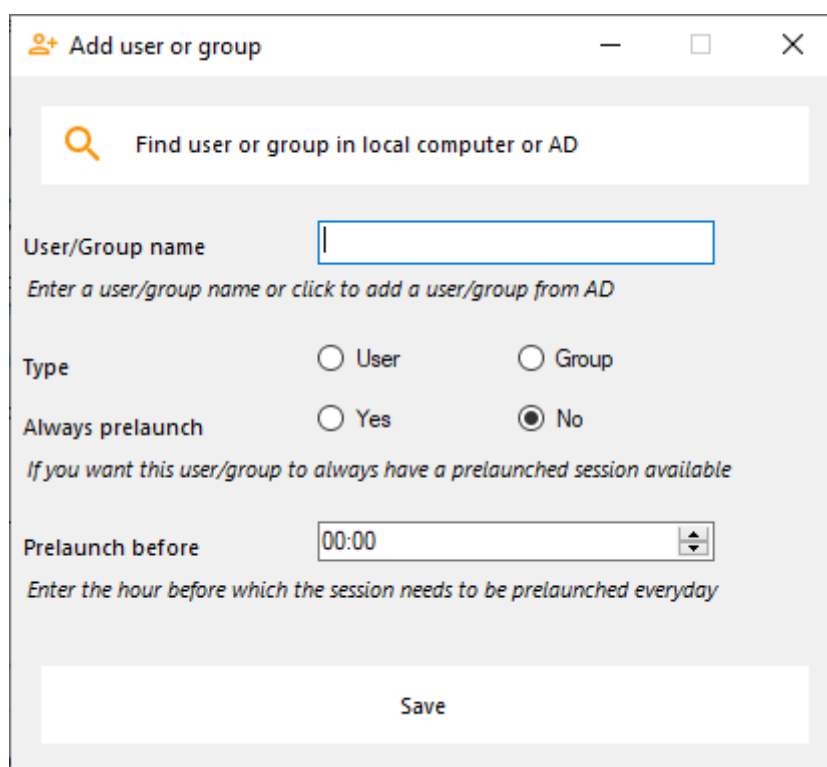 Add user or group
Find user or group in local computer or AD
User/Group name
Enter a user/group name or click to add a user/group from AD
Type User Group
Always prelaunch Yes No
If you want this user/group to always have a prelaunched session available
Prelaunch before 00:00
Enter the hour before which the session needs to be prelaunched everyday
Save